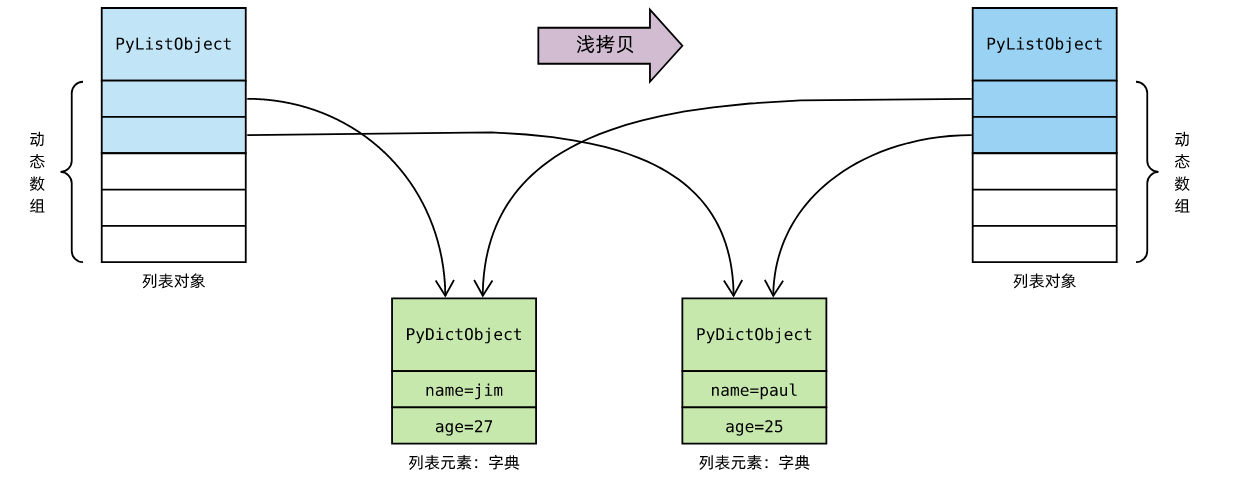 PyListObject
浅拷贝
PyListObject
动态数组
动态数组
列表对象
列表对象
PyDictObject
PyDictObject
name=jim
name=paul
age=27
age=25
列表元素：字典
列表元素：字典